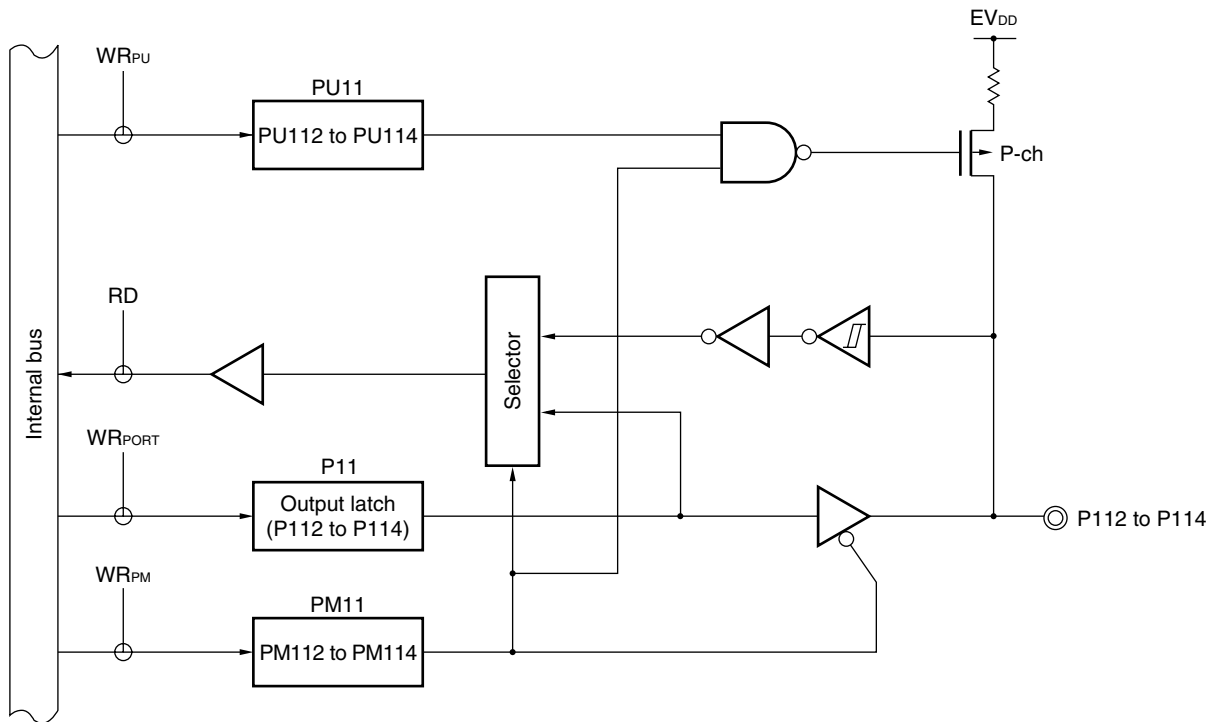 EVDD
WRPU
PU11
PU112 to PU114
P-ch
RD
Selector
Internal bus
WRPORT
P11
Output latch
(P112 to P114)
P112 to P114
WRPM
PM11
PM112 to PM114